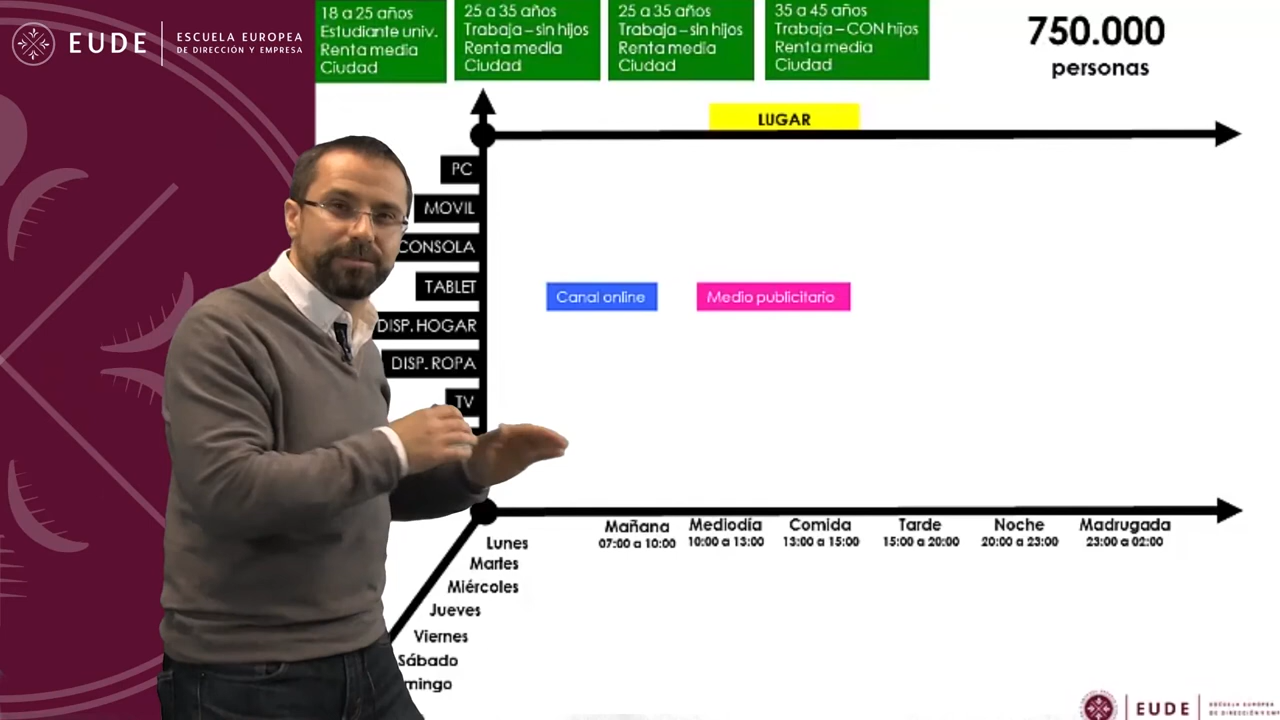 EUDE
ESCUELA EUROPEA
DE DIRECCIÓN Y EMPRESA
18 a 25 años
Estudiante univ.
Renta media
Ciudad
25 a 35 años
Trabaja – sin hijos
Renta media
Ciudad
25 a 35 años
Trabaja – sin hijos
Renta media
Ciudad
35 a 45 años
Trabaja – CON hijos
Renta media
Ciudad
750.000
personas
LUGAR
PC
MOVIL
CONSOLA
TABLET
DISP. HOGAR
DISP. ROPA
TV
Canal online
Medio publicitario
Mañana
07:00 a 10:00
Mediodía
10:00 a 13:00
Comida
13:00 a 15:00
Tarde
15:00 a 20:00
Noche
20:00 a 23:00
Madrugada
23:00 a 02:00
Lunes
Martes
Miércoles
Jueves
Viernes
Sábado
mingo
EUDE
ESCUELA EUROPEA